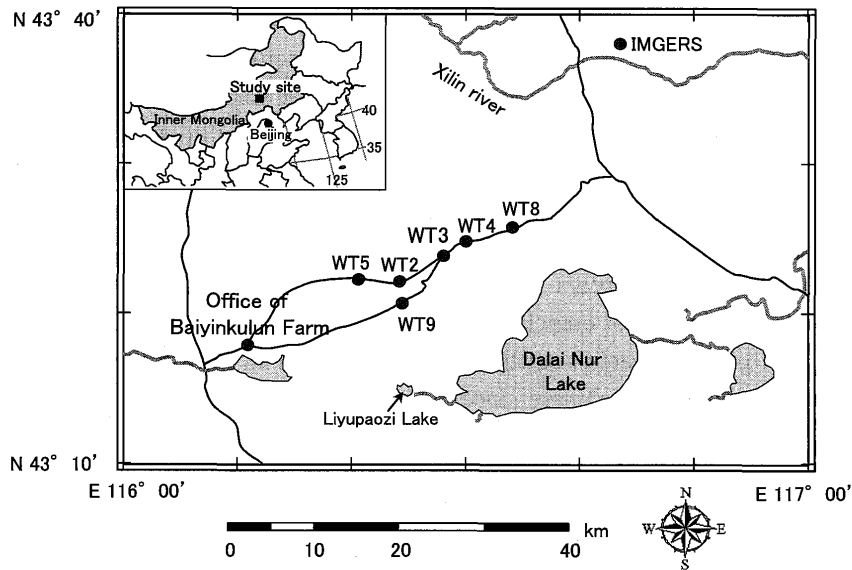 N 43° 40'
IMGERS
Xilin river
Study site
Inner Mongolia
Beijing
40
35
125
WT8
WT4
WT3
WT5
WT2
WT9
Office of
Baiyinkulun Farm
Dalai Nur
Lake
Liyupaozi Lake
N 43° 10'
E 116° 00'
E 117° 00'
N
W
E
S
km
0
10
20
40